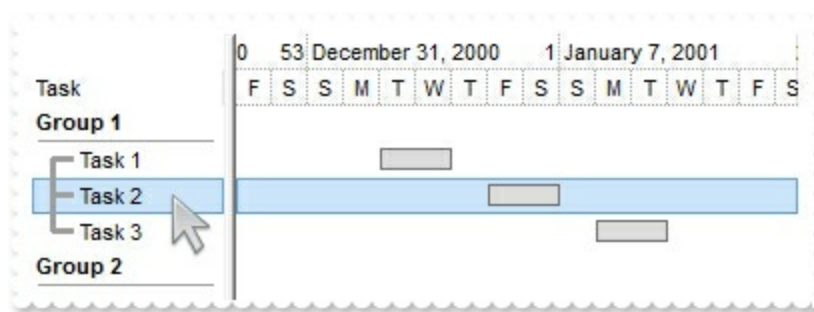 0 53 December 31, 2000 1 January 7, 2001
Task F S S M T W T F S S M T W T F S
Group 1
Task 1
Task 2
Task 3
Group 2